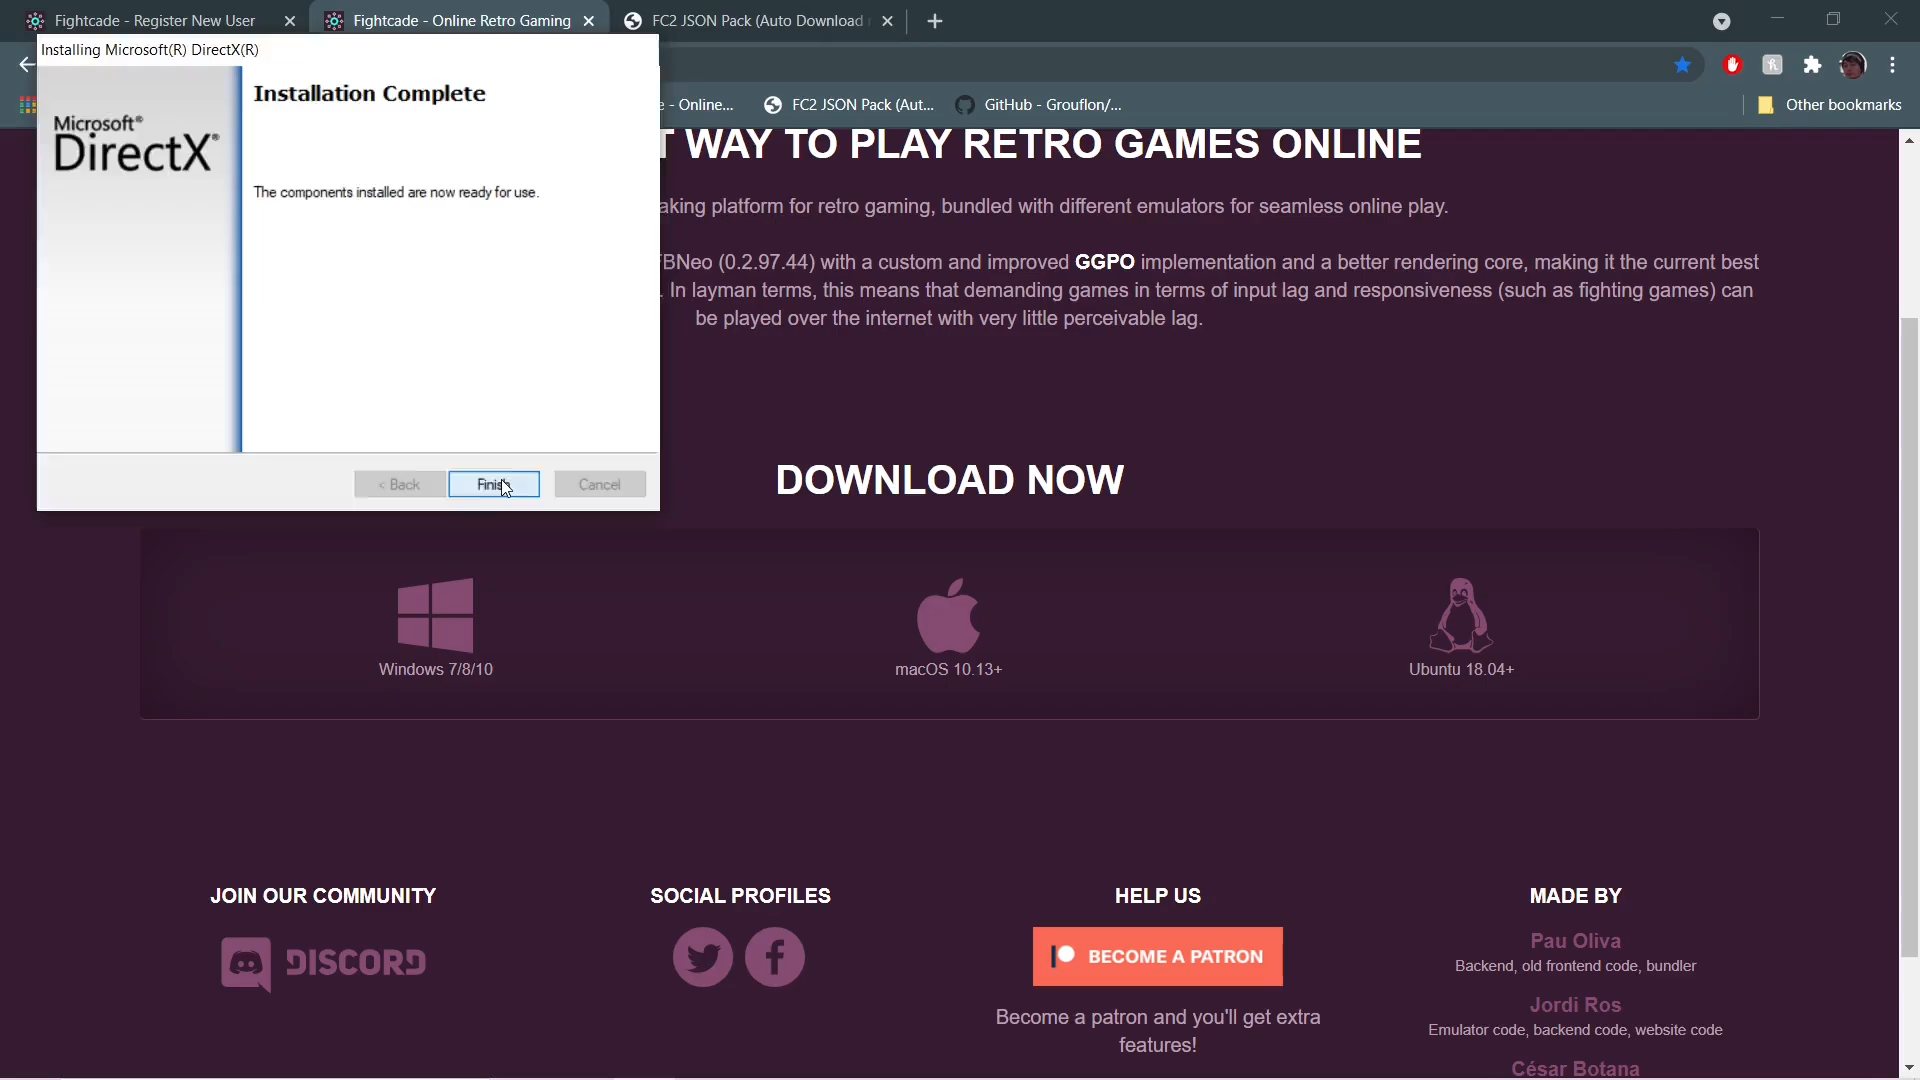 Fightcade - Register New User
Fightcade - Online Retro Gaming
FC2 JSON Pack (Auto Download
Installing Microsoft(R) DirectX(R)
e - Online...
FC2 JSON Pack (Aut...
GitHub - Grouflon/...
Other bookmarks
Microsoft®
DirectX®
Installation Complete
The components installed are now ready for use.
< Back
Finish
Cancel
T WAY TO PLAY RETRO GAMES ONLINE
aking platform for retro gaming, bundled with different emulators for seamless online play.
FBNeo (0.2.97.44) with a custom and improved GGPO implementation and a better rendering core, making it the current best
. In layman terms, this means that demanding games in terms of input lag and responsiveness (such as fighting games) can
be played over the internet with very little perceivable lag.
DOWNLOAD NOW
Windows 7/8/10
macOS 10.13+
Ubuntu 18.04+
JOIN OUR COMMUNITY
DISCORD
SOCIAL PROFILES
HELP US
BECOME A PATRON
Become a patron and you'll get extra
features!
MADE BY
Pau Oliva
Backend, old frontend code, bundler
Jordi Ros
Emulator code, backend code, website code
César Botana